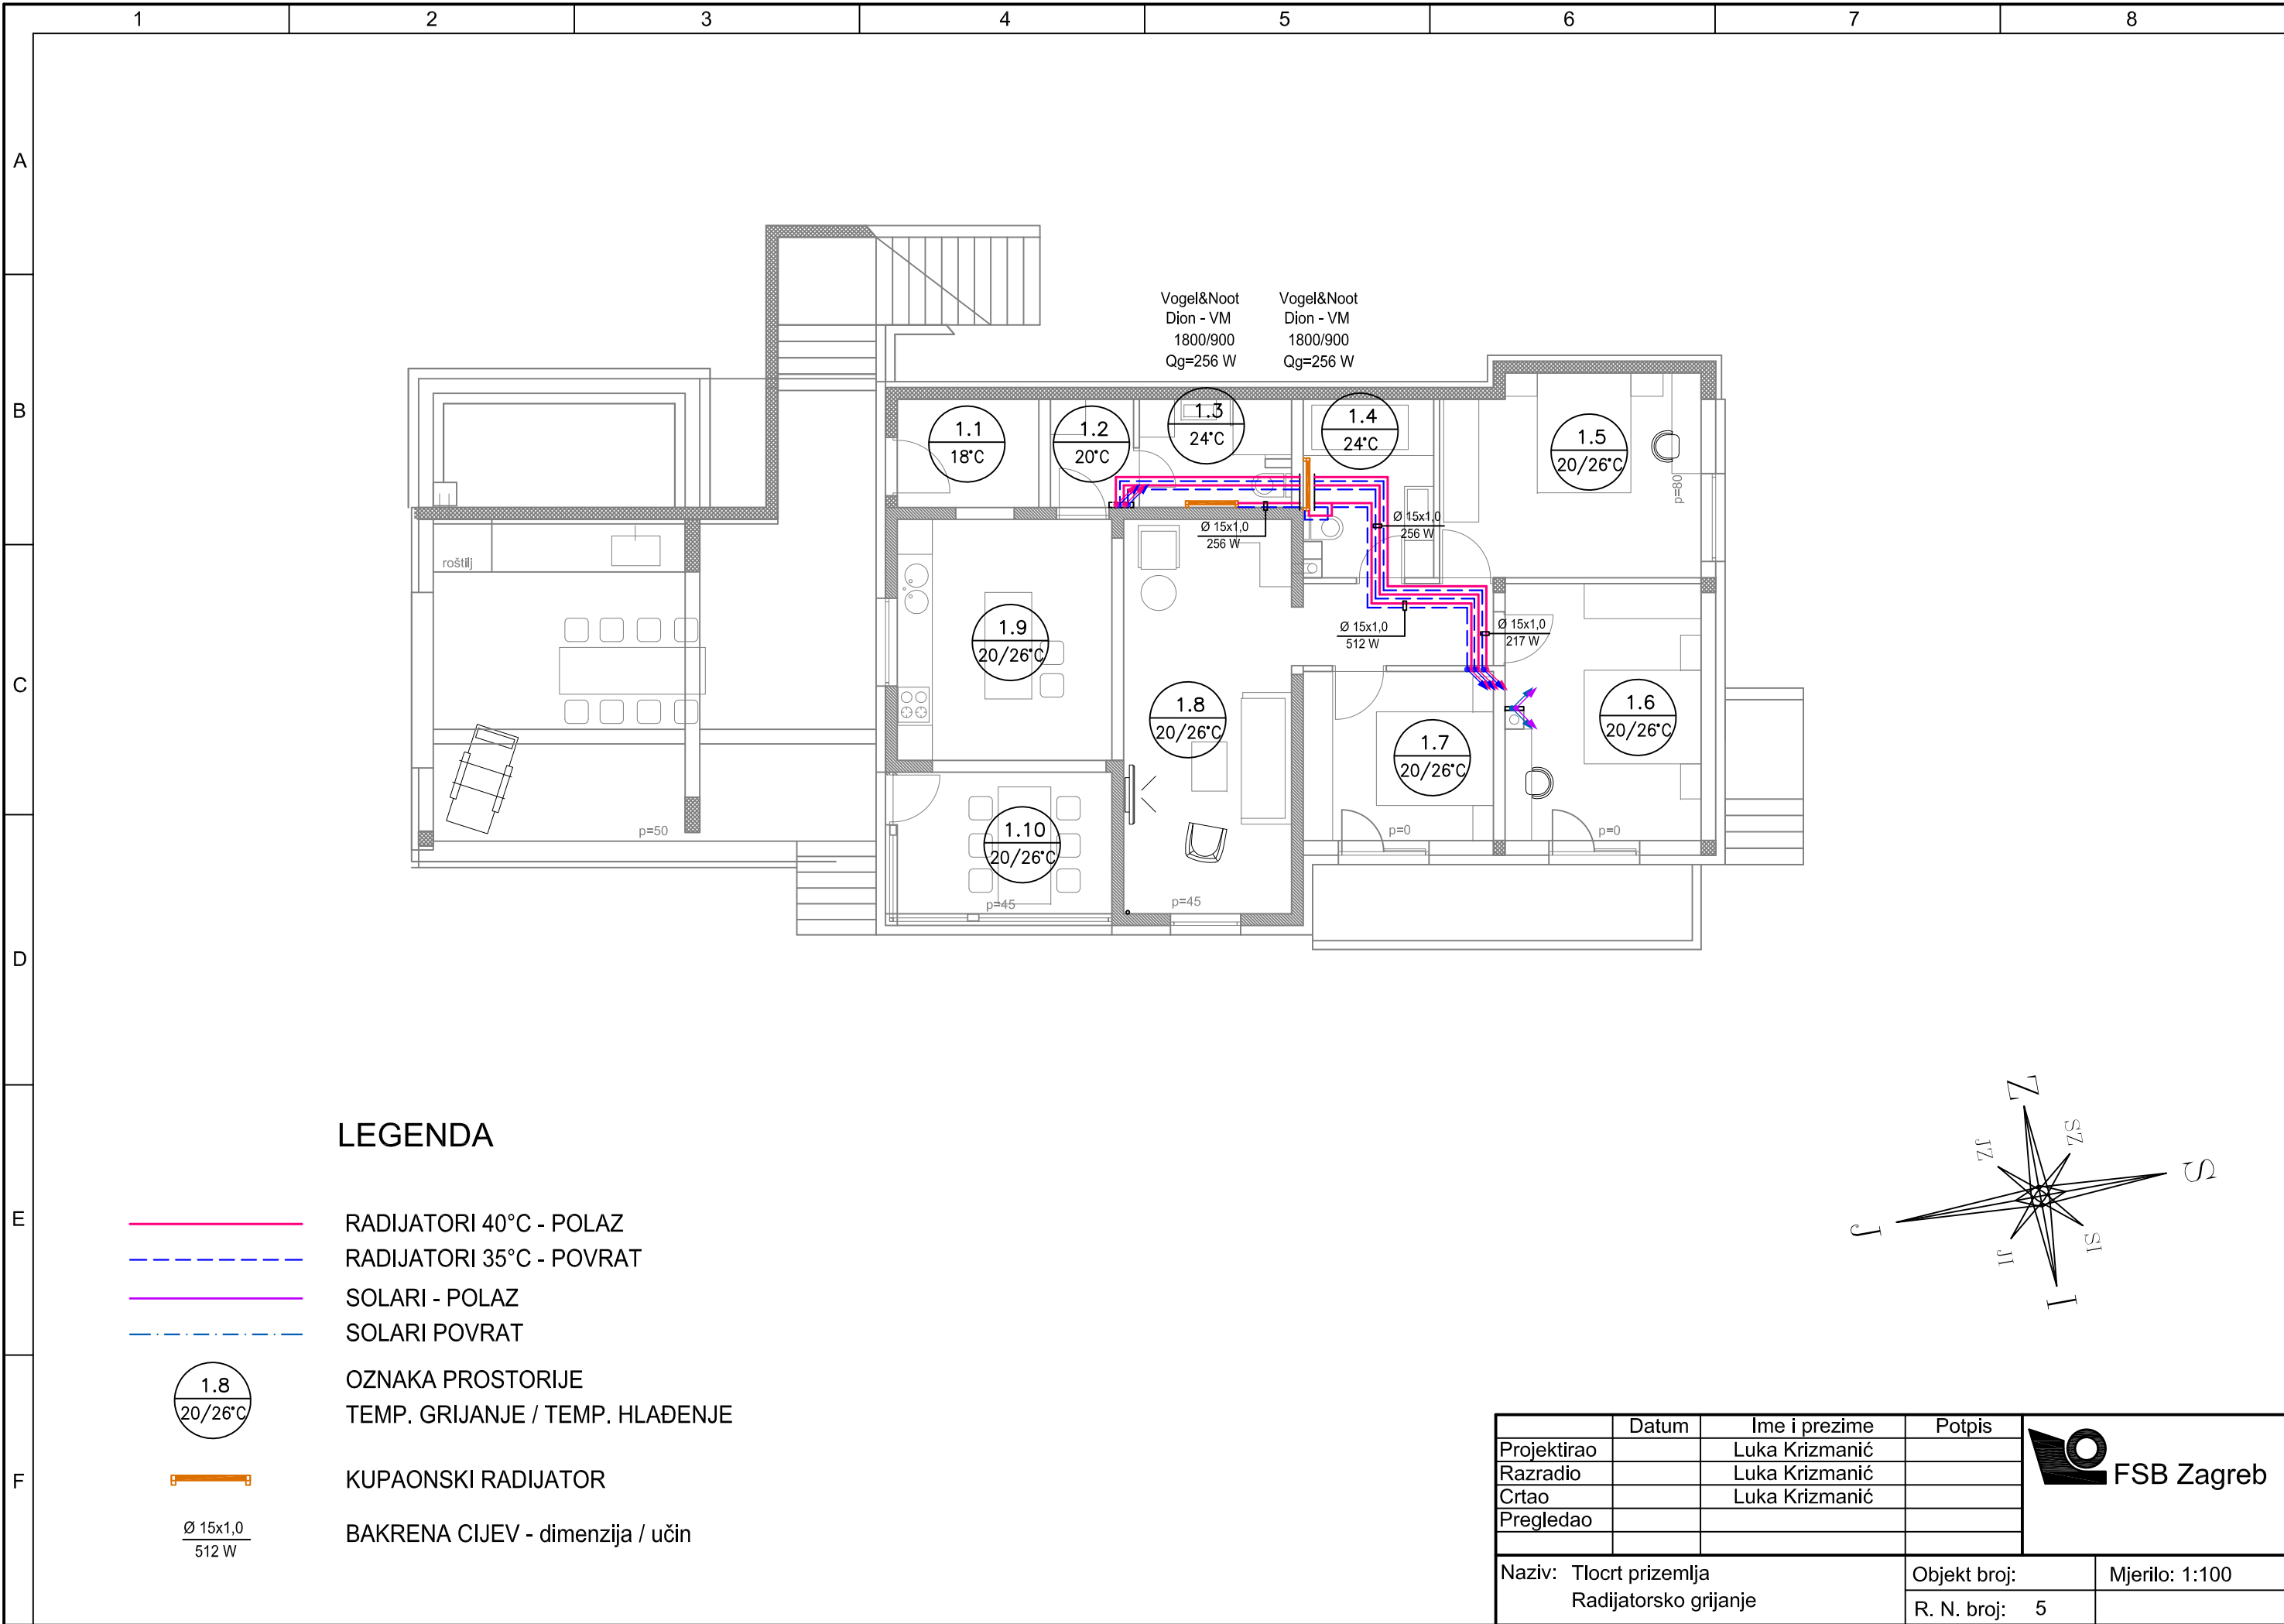 1 2 3 4 5 6 7 8
A
B
C
D
E
F
Vogel&Noot
Dion - VM
1800/900
Qg=256 W
Vogel&Noot
Dion - VM
1800/900
Qg=256 W
1.1
18°C
1.2
20°C
1.3
24°C
1.4
24°C
1.5
20/26°C
p=80
Ø 15x1,0
256 W
Ø 15x1,0
256 W
roštilj
Ø 15x1,0
512 W
Ø 15x1,0
217 W
1.9
20/26°C
1.8
20/26°C
1.7
20/26°C
1.6
20/26°C
1.10
20/26°C
p=50
p=45
p=45
p=0
p=0
LEGENDA
RADIJATORI 40°C - POLAZ
RADIJATORI 35°C - POVRAT
SOLARI - POLAZ
SOLARI POVRAT
1.8
20/26°C
OZNAKA PROSTORIJE
TEMP. GRIJANJE / TEMP. HLAĐENJE
KUPAONSKI RADIJATOR
Ø 15x1,0
512 W
BAKRENA CIJEV - dimenzija / učin
Z
SZ
S
SI
I
JI
J
JZ
Datum Ime i prezime Potpis
Projektirao Luka Krizmanić
Razradio Luka Krizmanić
Crtao Luka Krizmanić
Pregledao
FSB Zagreb
Naziv: Tlocrt prizemlja
Radijatorsko grijanje
Objekt broj:
Mjerilo: 1:100
R. N. broj: 5